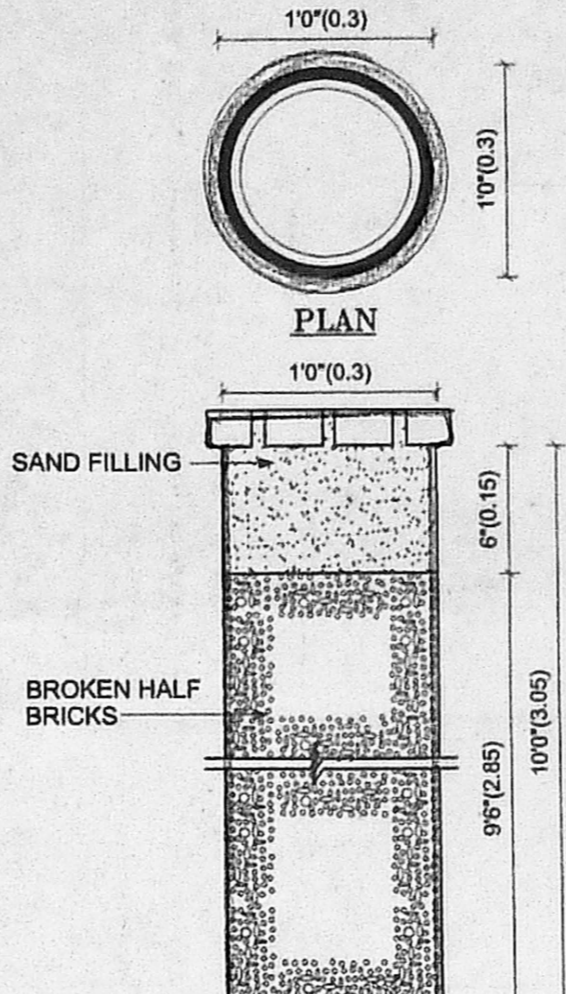 1'0"(0.3)
1'0"(0.3)
PLAN
1'0"(0.3)
SAND FILLING
6"(0.15)
BROKEN HALF
BRICKS
9'6"(2.85)
10'0"(3.05)